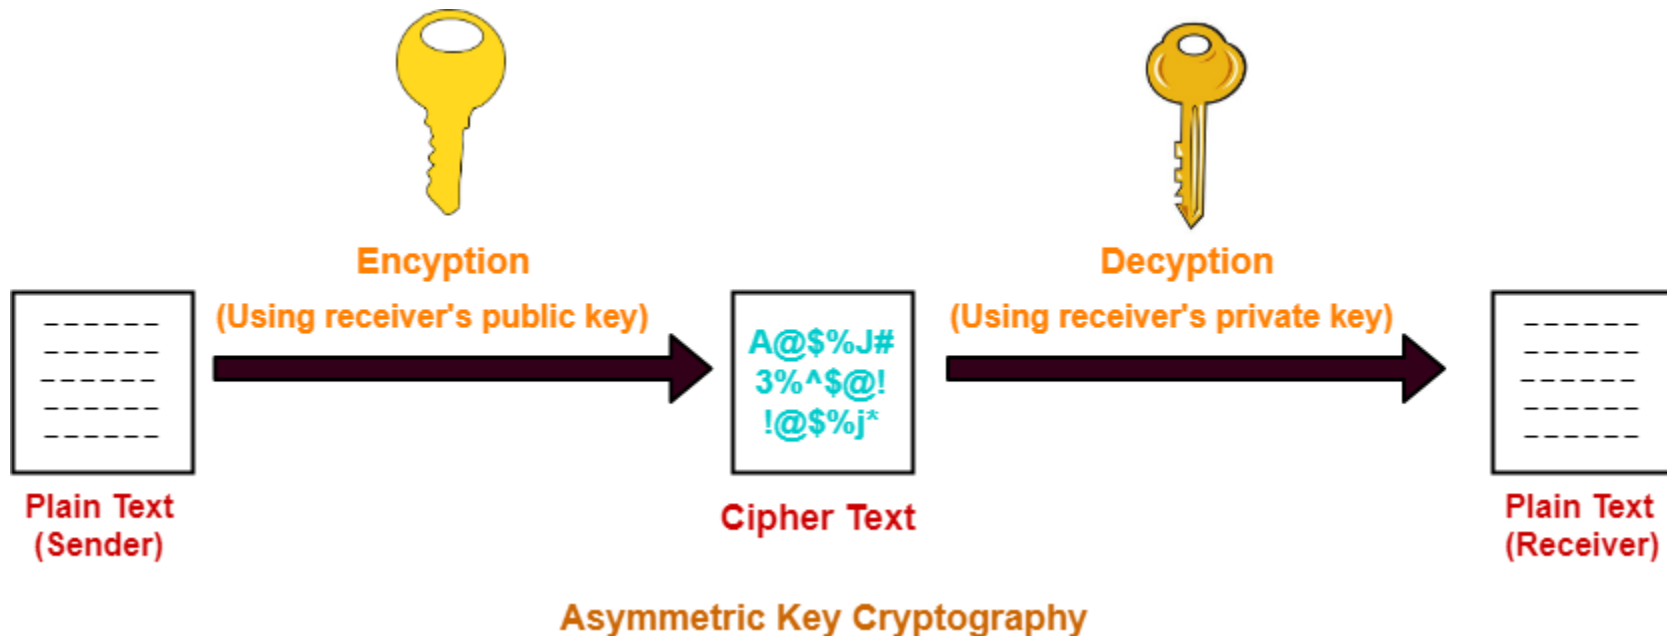 Encyption
(Using receiver's public key)
Decyption
(Using receiver's private key)
A@$%J#
3%^$@!
!@$%j*
Plain Text
(Sender)
Cipher Text
Plain Text
(Receiver)
Asymmetric Key Cryptography